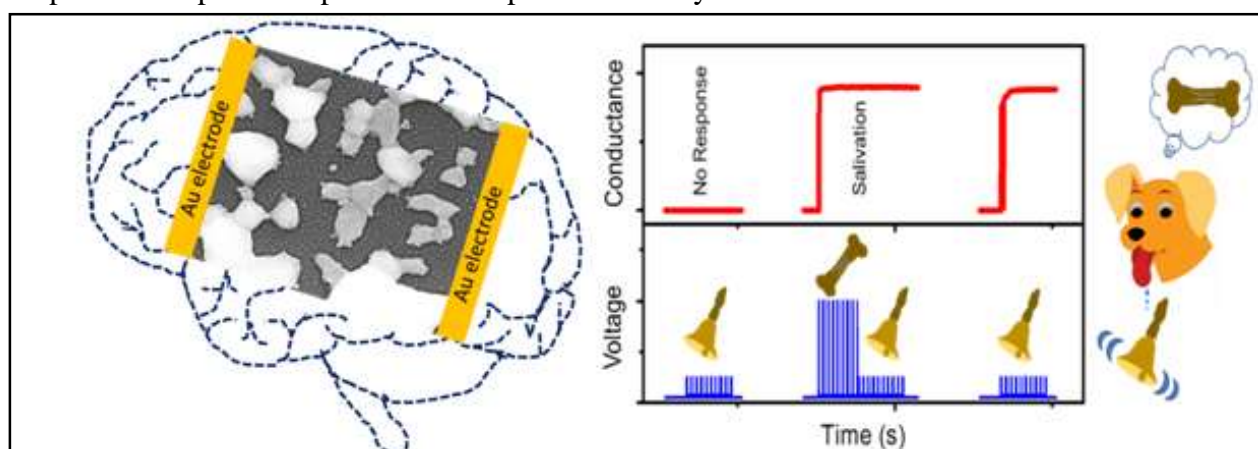 Au electrode
Au electrode
Conductance
No Response
Salivation
Voltage
Time (s)